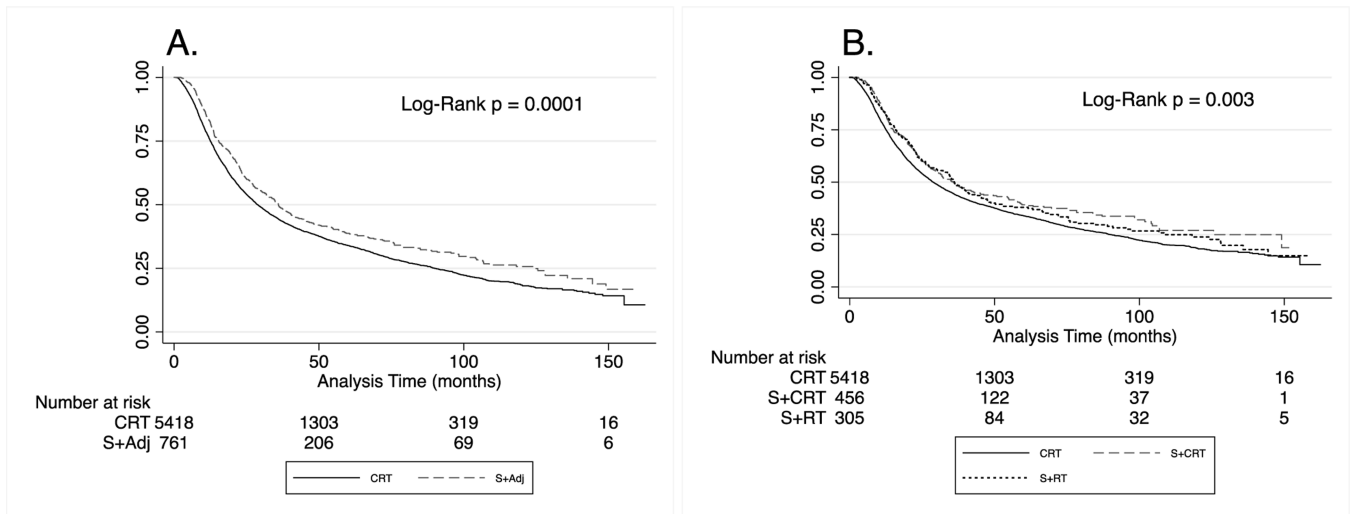 A.
Log-Rank p = 0.0001
1.00
0.75
0.50
0.25
0.00
0 50 100 150
Analysis Time (months)
Number at risk
CRT 5418 1303 319 16
S+Adj 761 206 69 6
CRT S+Adj
B.
Log-Rank p = 0.003
1.00
0.75
0.50
0.25
0.00
0 50 100 150
Analysis Time (months)
Number at risk
CRT 5418 1303 319 16
S+CRT 456 122 37 1
S+RT 305 84 32 5
CRT S+CRT
S+RT